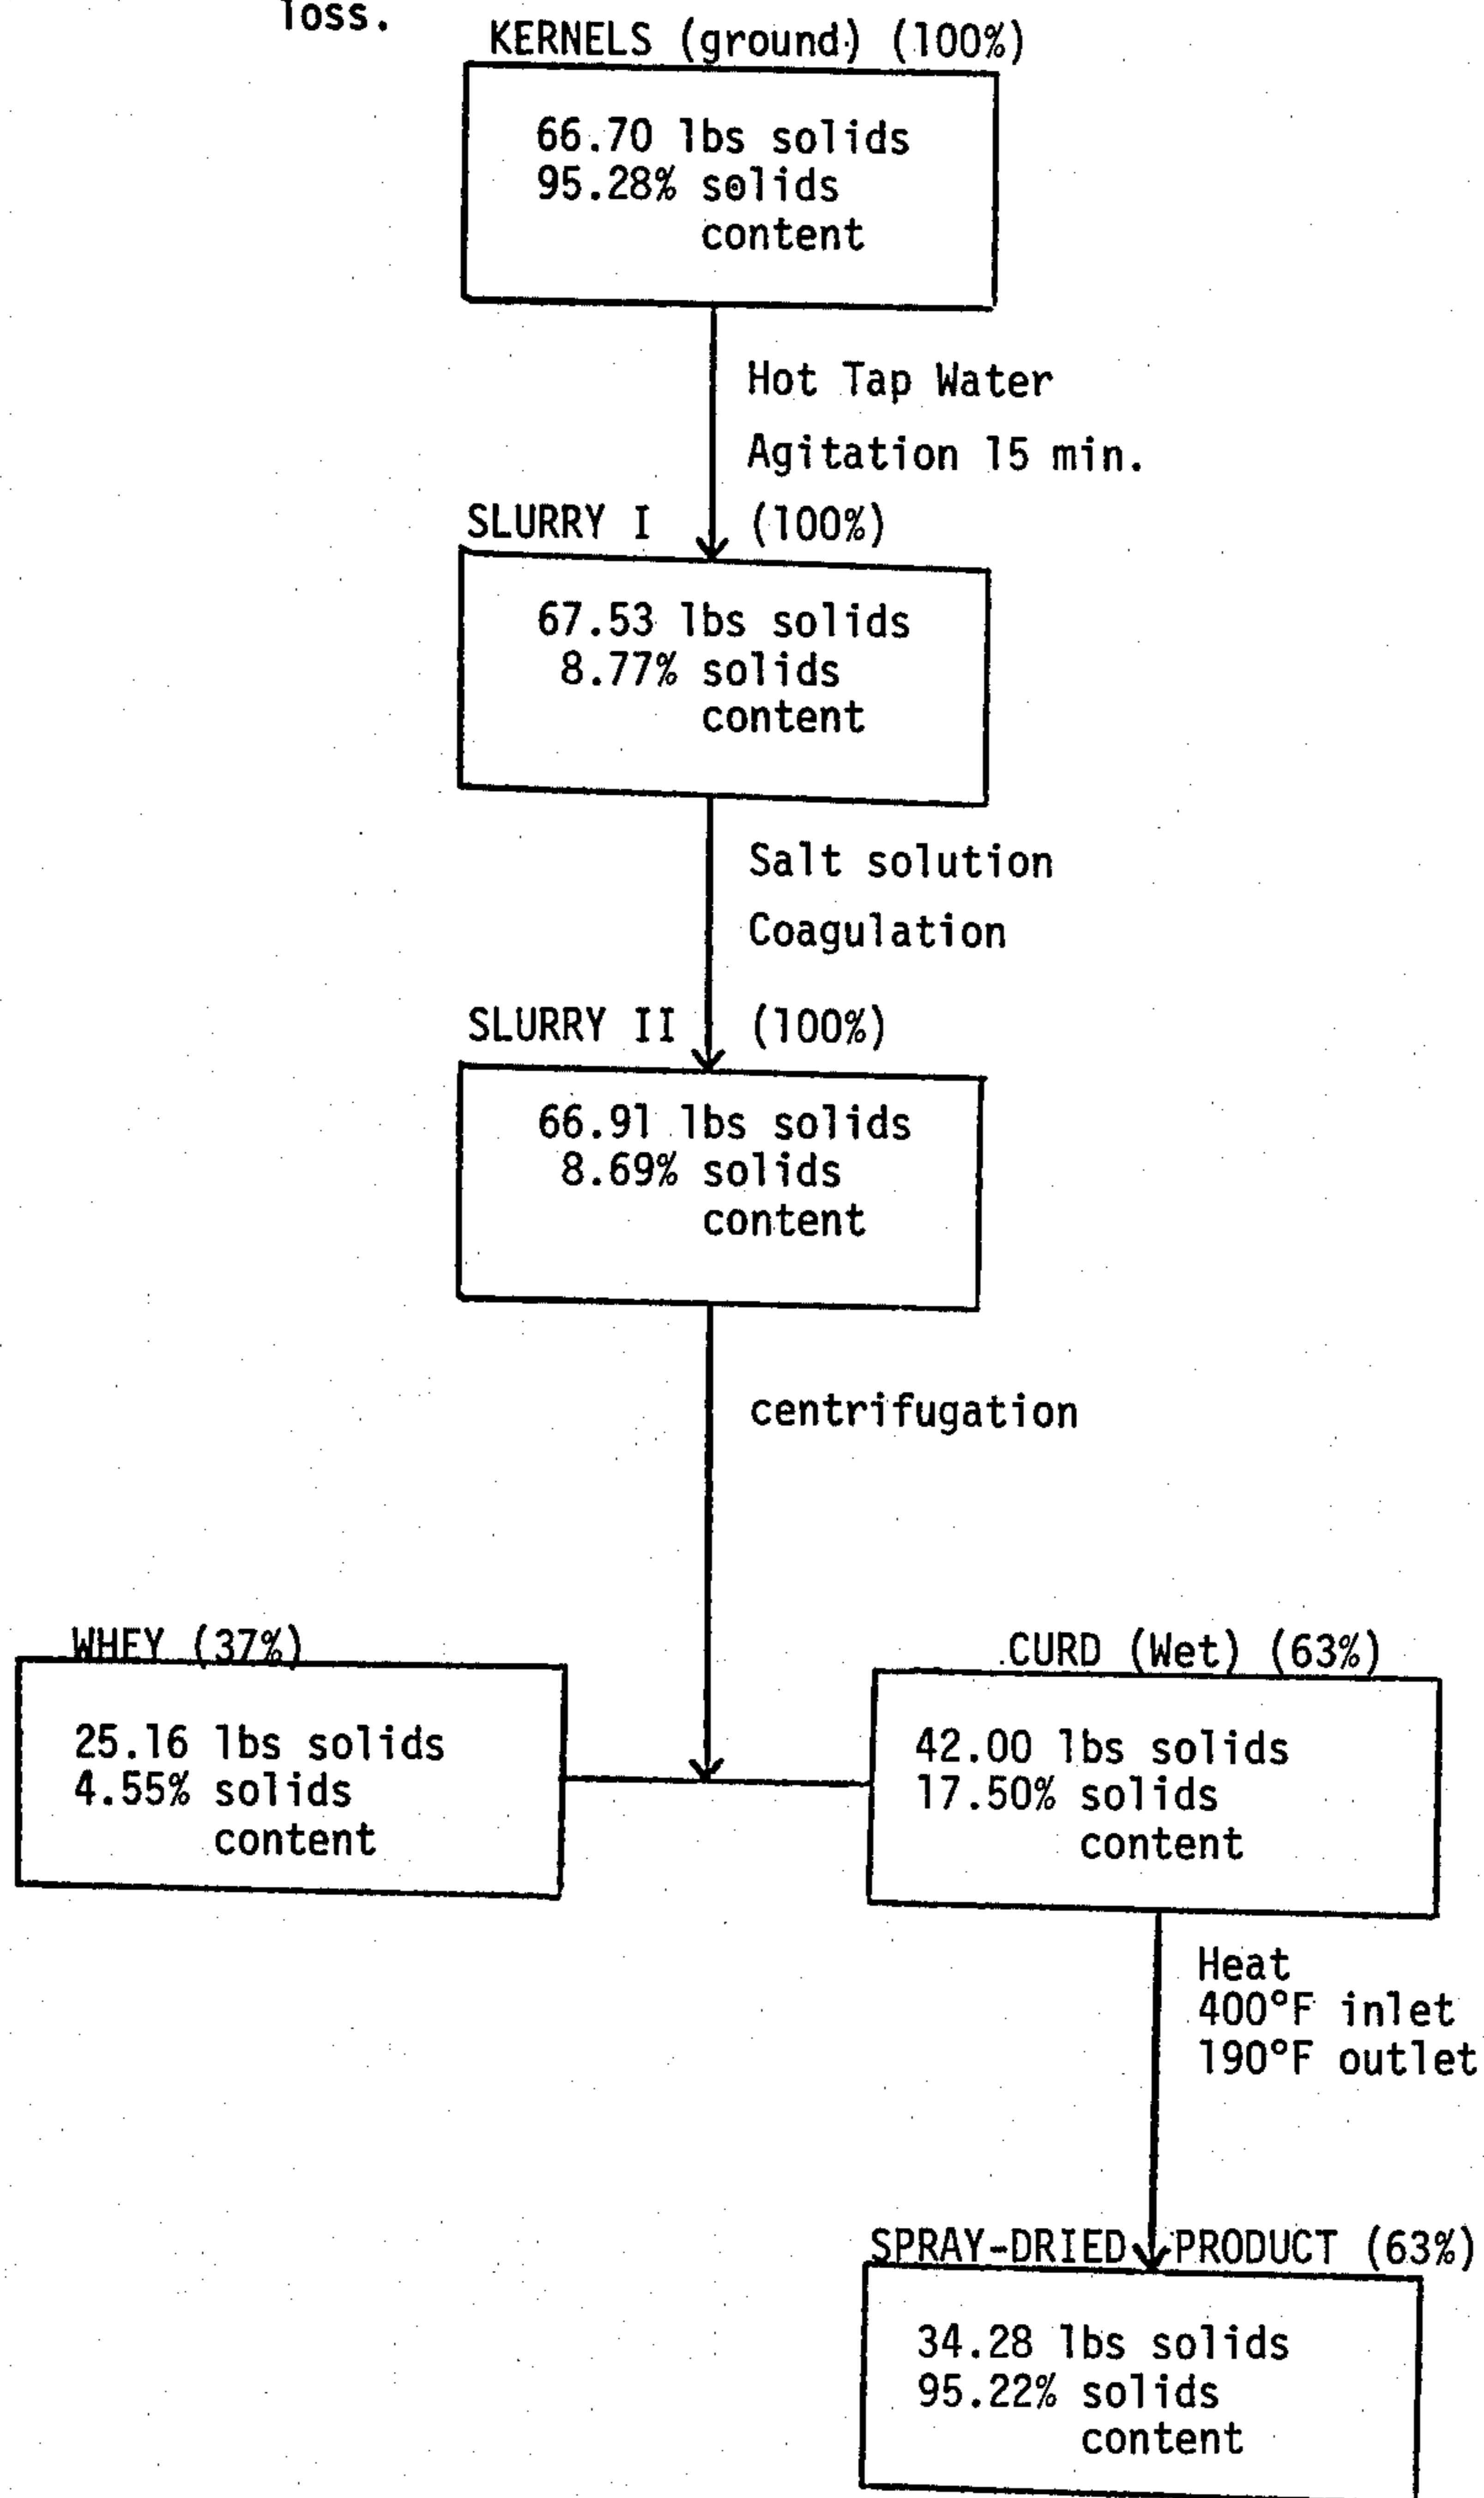 loss.
KERNELS (ground) (100%)
66.70 lbs solids
95.28% solids
content
Hot Tap Water
Agitation 15 min.
SLURRY I (100%)
67.53 lbs solids
8.77% solids
content
Salt solution
Coagulation
SLURRY II (100%)
66.91 lbs solids
8.69% solids
content
centrifugation
WHEY (37%)
25.16 lbs solids
4.55% solids
content
CURD (Wet) (63%)
42.00 lbs solids
17.50% solids
content
Heat
400°F inlet
190°F outlet
SPRAY-DRIED PRODUCT (63%)
34.28 lbs solids
95.22% solids
content